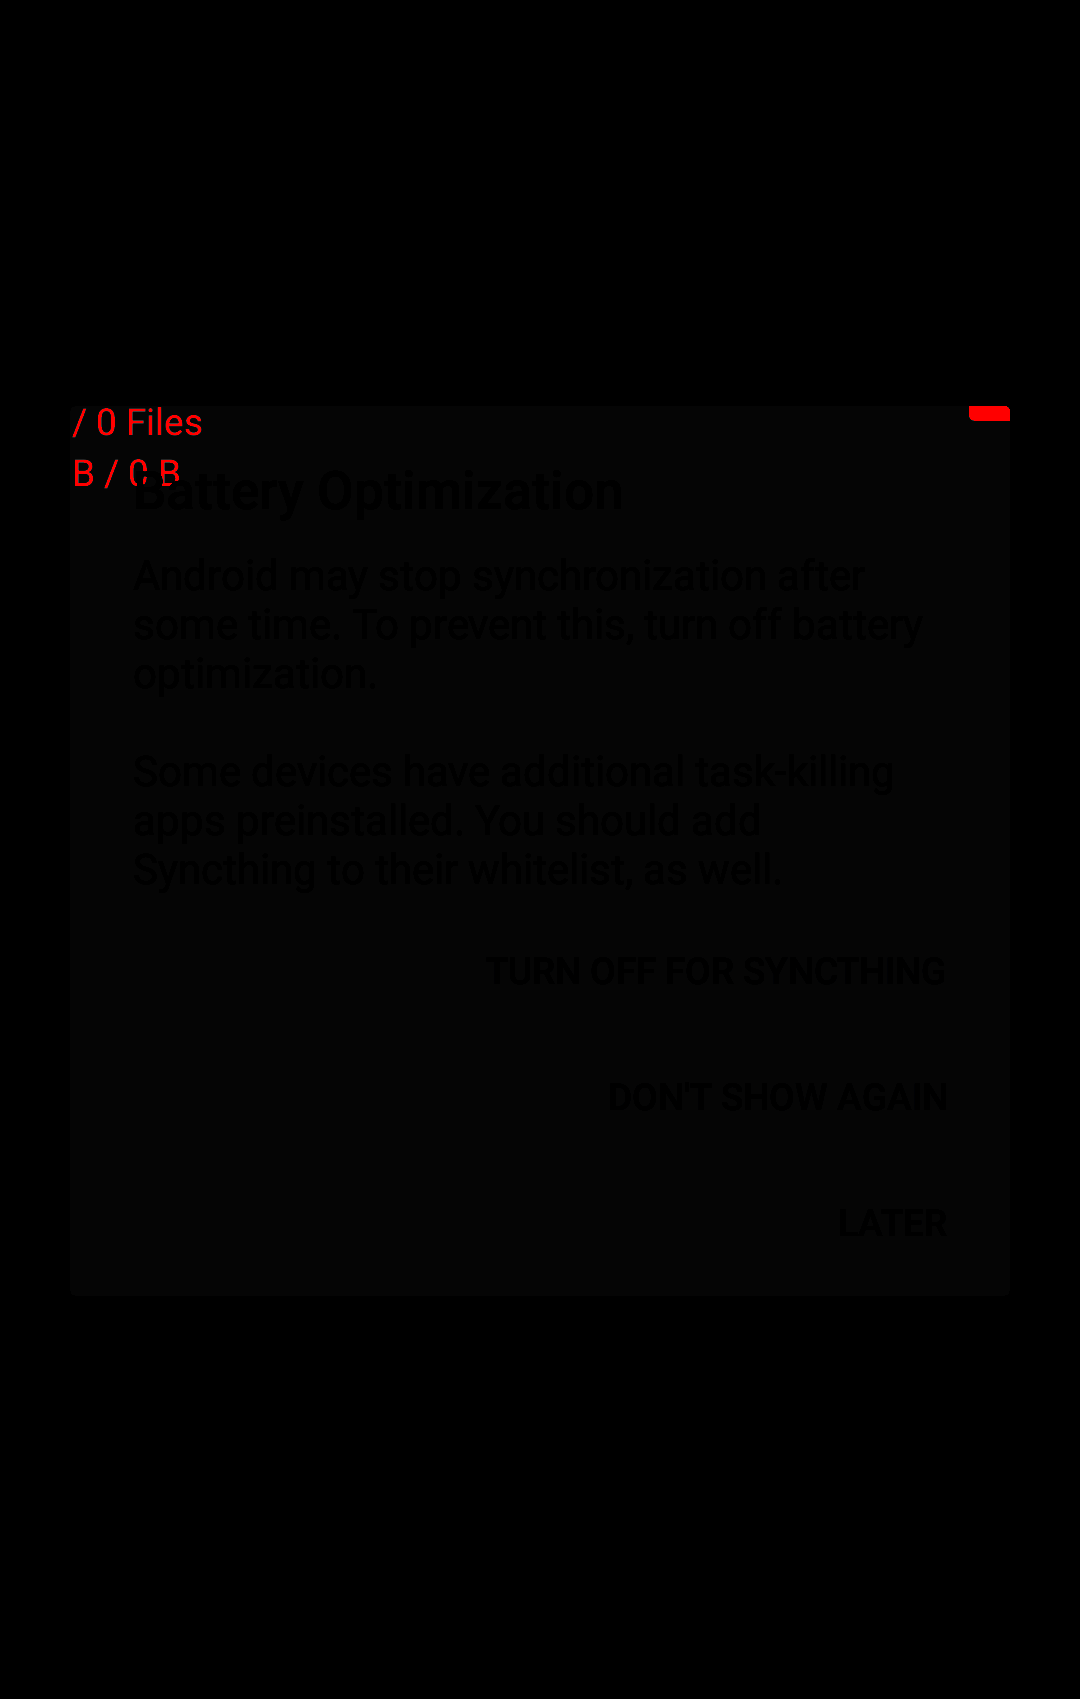 / 0 Files
B / 0 B
Battery Optimization
Android may stop synchronization after
some time. To prevent this, turn off battery
optimization.
Some devices have additional task-killing
apps preinstalled. You should add
Syncthing to their whitelist, as well.
TURN OFF FOR SYNCTHING
DON'T SHOW AGAIN
LATER